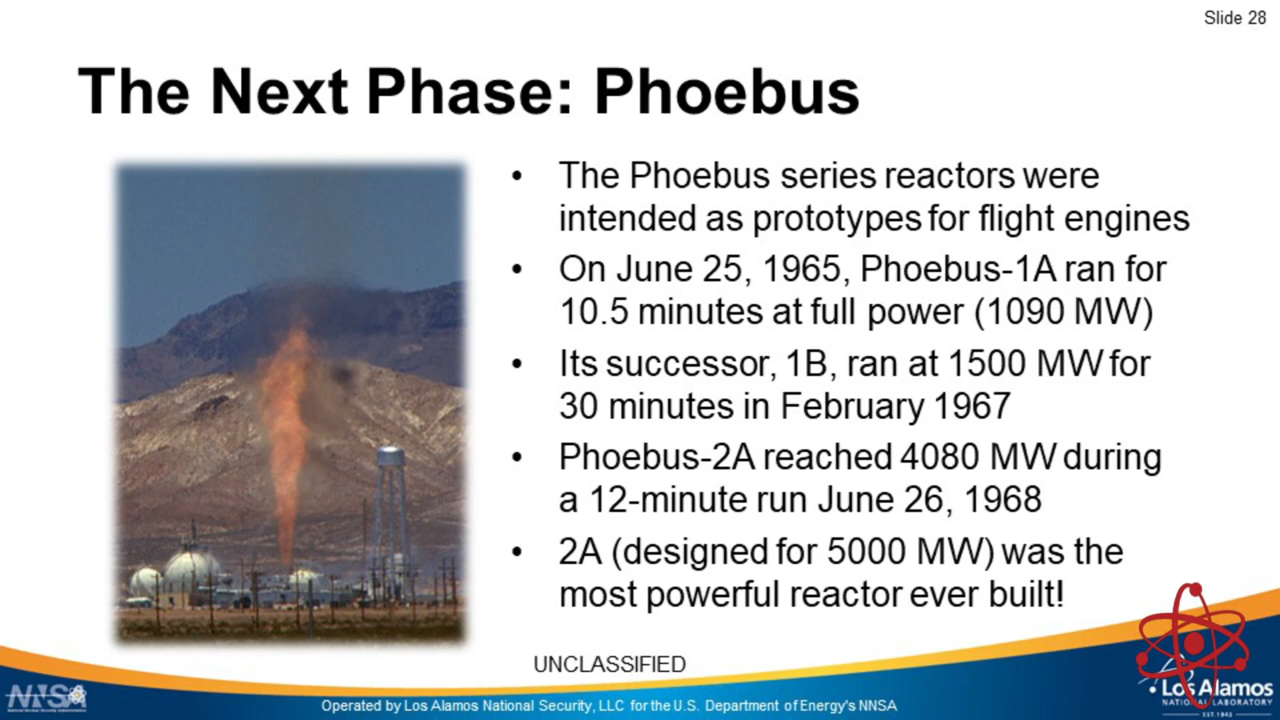 Slide 28
The Next Phase: Phoebus
• The Phoebus series reactors were
intended as prototypes for flight engines
• On June 25, 1965, Phoebus-1A ran for
10.5 minutes at full power (1090 MW)
• Its successor, 1B, ran at 1500 MW for
30 minutes in February 1967
• Phoebus-2A reached 4080 MW during
a 12-minute run June 26, 1968
• 2A (designed for 5000 MW) was the
most powerful reactor ever built!
UNCLASSIFIED
NNSA
Operated by Los Alamos National Security, LLC for the U.S. Department of Energy's NNSA
Los Alamos
NATIONAL LABORATORY
EST. 1943